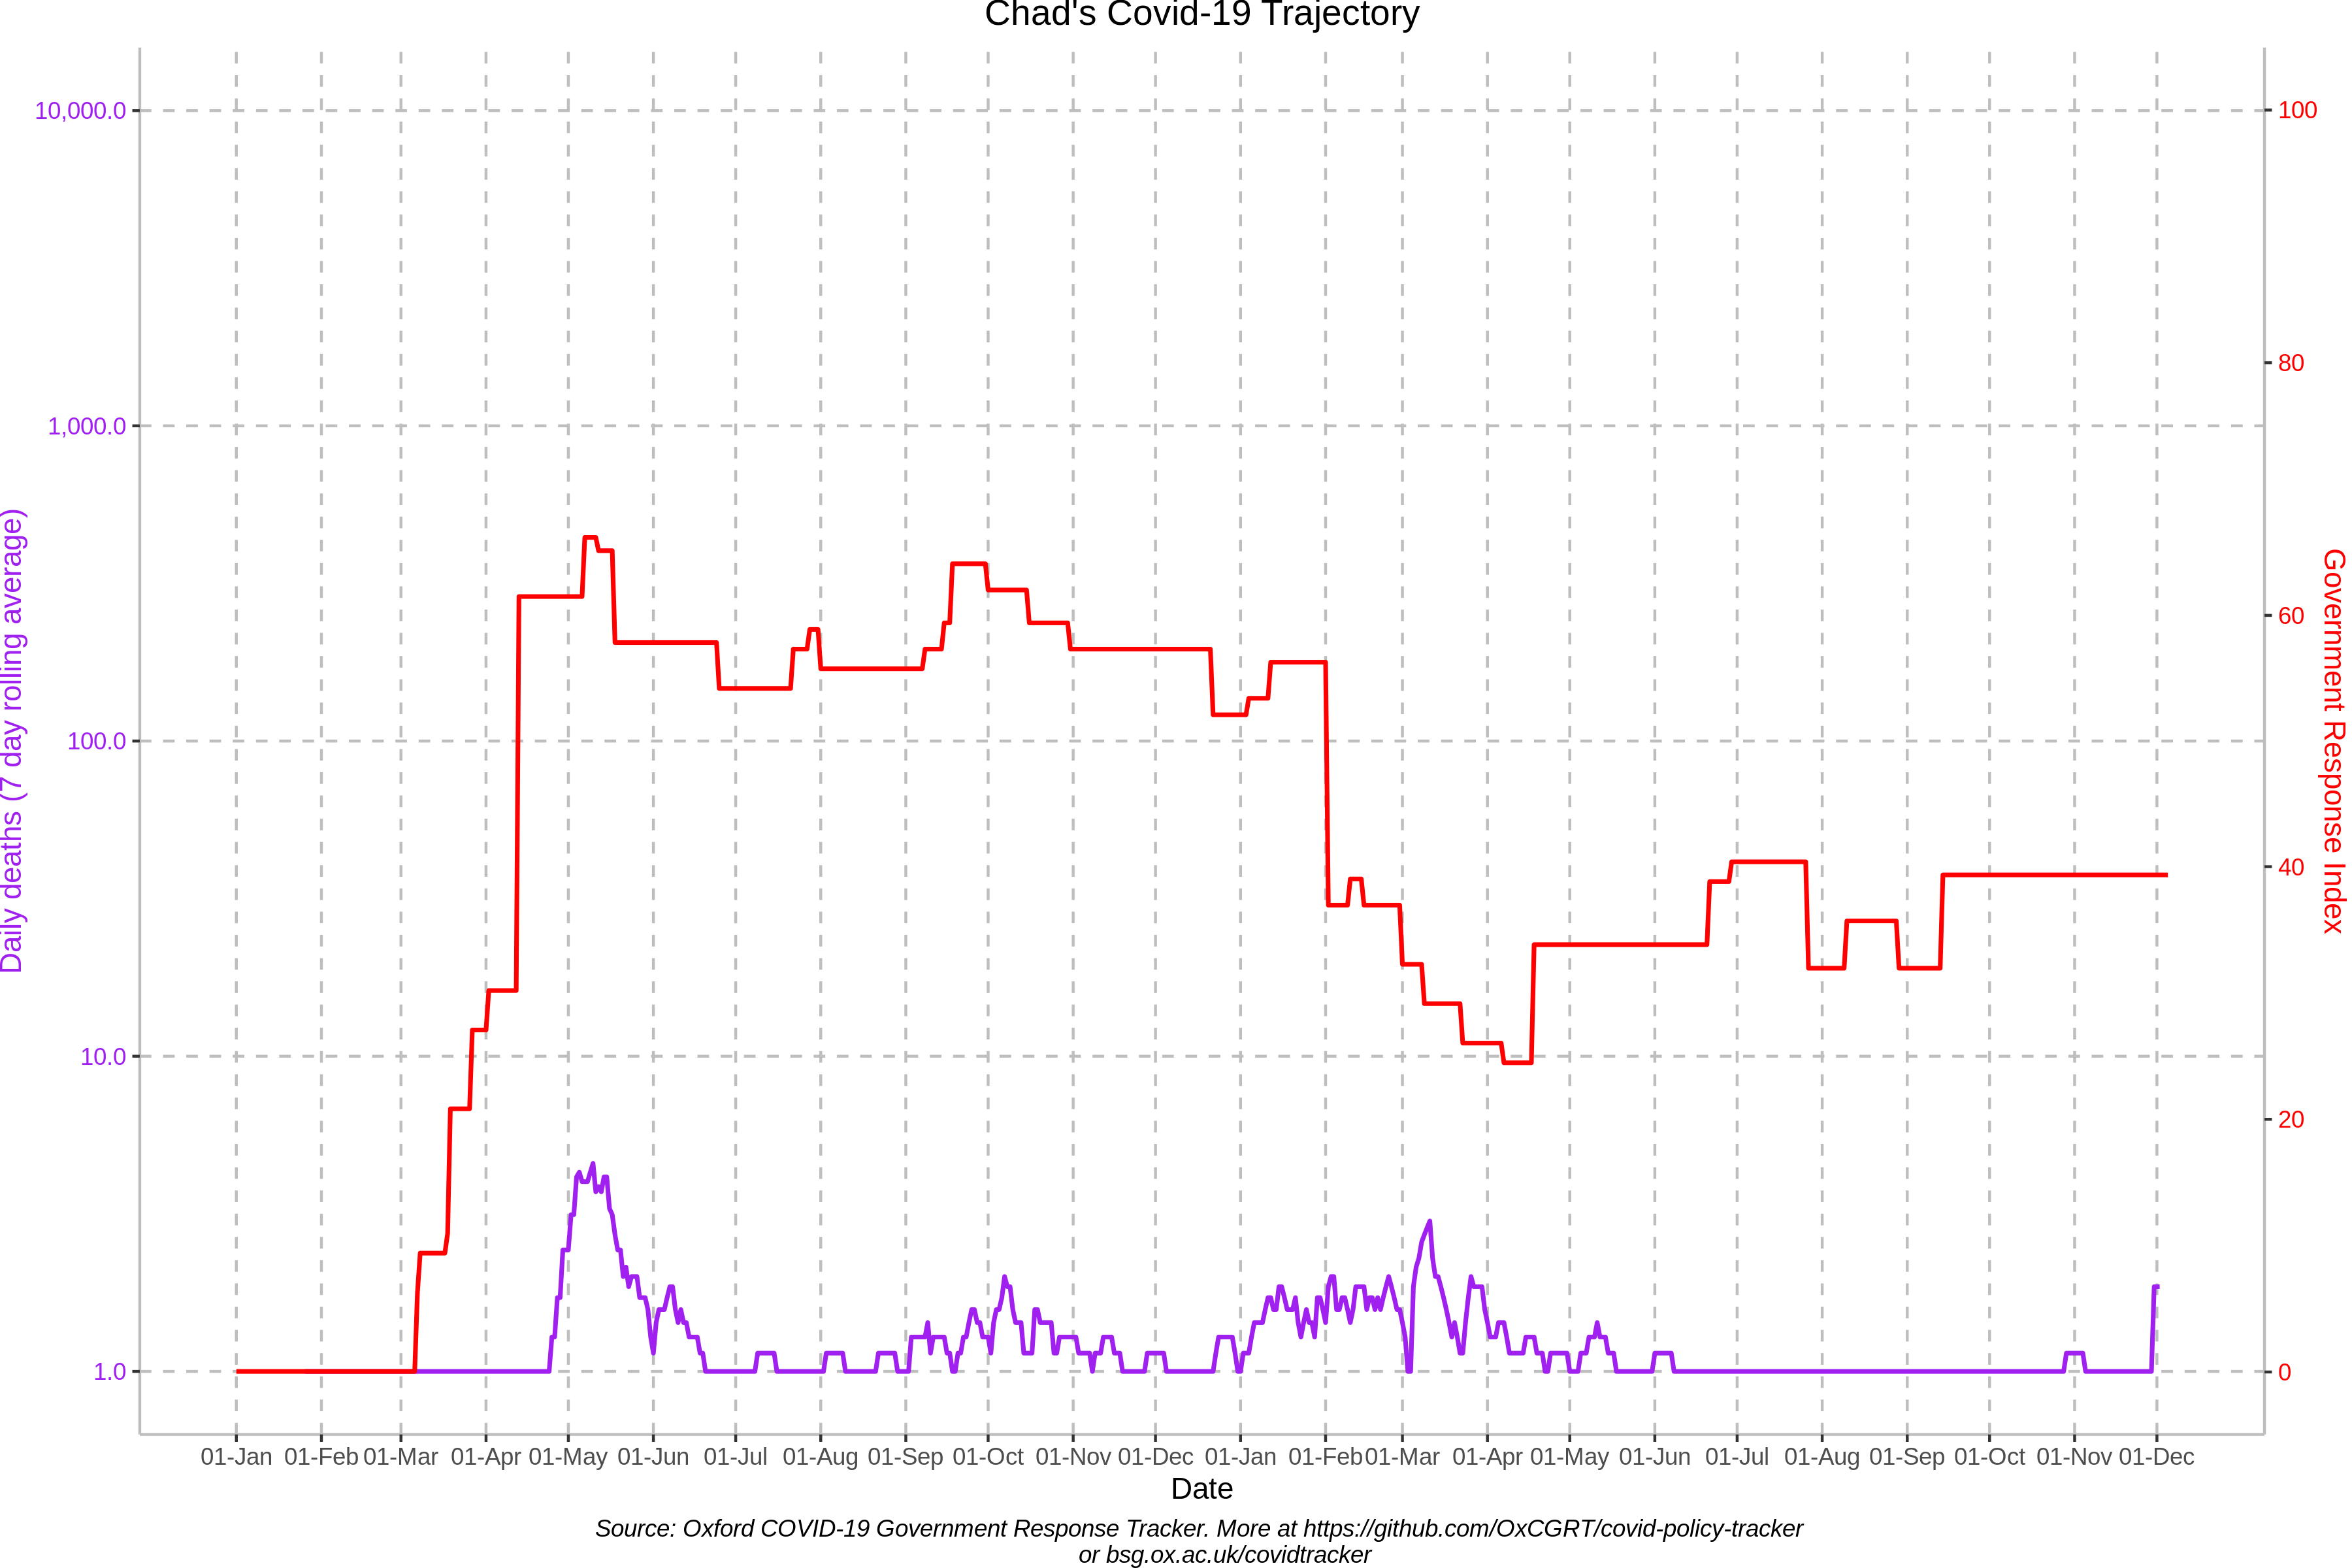 Chad's Covid-19 Trajectory
10,000.0
1,000.0
100.0
10.0
1.0
Daily deaths (7 day rolling average)
100
80
60
40
20
0
Government Response Index
01-Jan 01-Feb 01-Mar 01-Apr 01-May 01-Jun 01-Jul 01-Aug 01-Sep 01-Oct 01-Nov 01-Dec 01-Jan 01-Feb 01-Mar 01-Apr 01-May 01-Jun 01-Jul 01-Aug 01-Sep 01-Oct 01-Nov 01-Dec
Date
Source: Oxford COVID-19 Government Response Tracker. More at https://github.com/OxCGRT/covid-policy-tracker
or bsg.ox.ac.uk/covidtracker